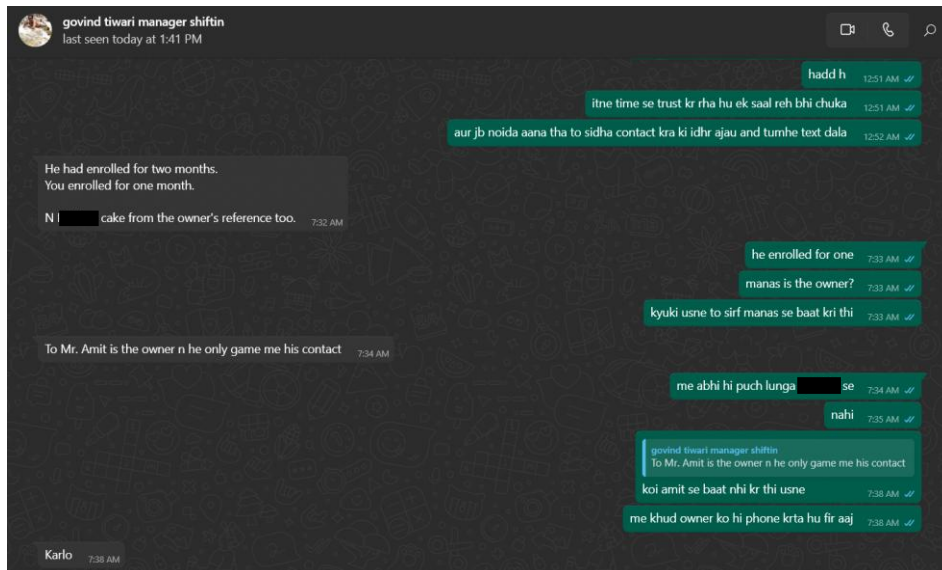 govind tiwari manager shiftin
last seen today at 1:41 PM
hadd h 12:51 AM
itne time se trust kr rha hu ek saal reh bhi chuka 12:51 AM
aur jb noida aana tha to sidha contact kra ki idhr ajau and tumhe text dala 12:52 AM
He had enrolled for two months.
You enrolled for one month.
N cake from the owner's reference too. 7:32 AM
he enrolled for one 7:33 AM
manas is the owner? 7:33 AM
kyuki usne to sirf manas se baat kri thi 7:33 AM
To Mr. Amit is the owner n he only game me his contact 7:34 AM
me abhi hi puch lunga se 7:34 AM
nahi 7:35 AM
govind tiwari manager shiftin
To Mr. Amit is the owner n he only game me his contact
koi amit se baat nhi kr thi usne 7:38 AM
me khud owner ko hi phone krta hu fir aaj 7:38 AM
Karlo 7:38 AM